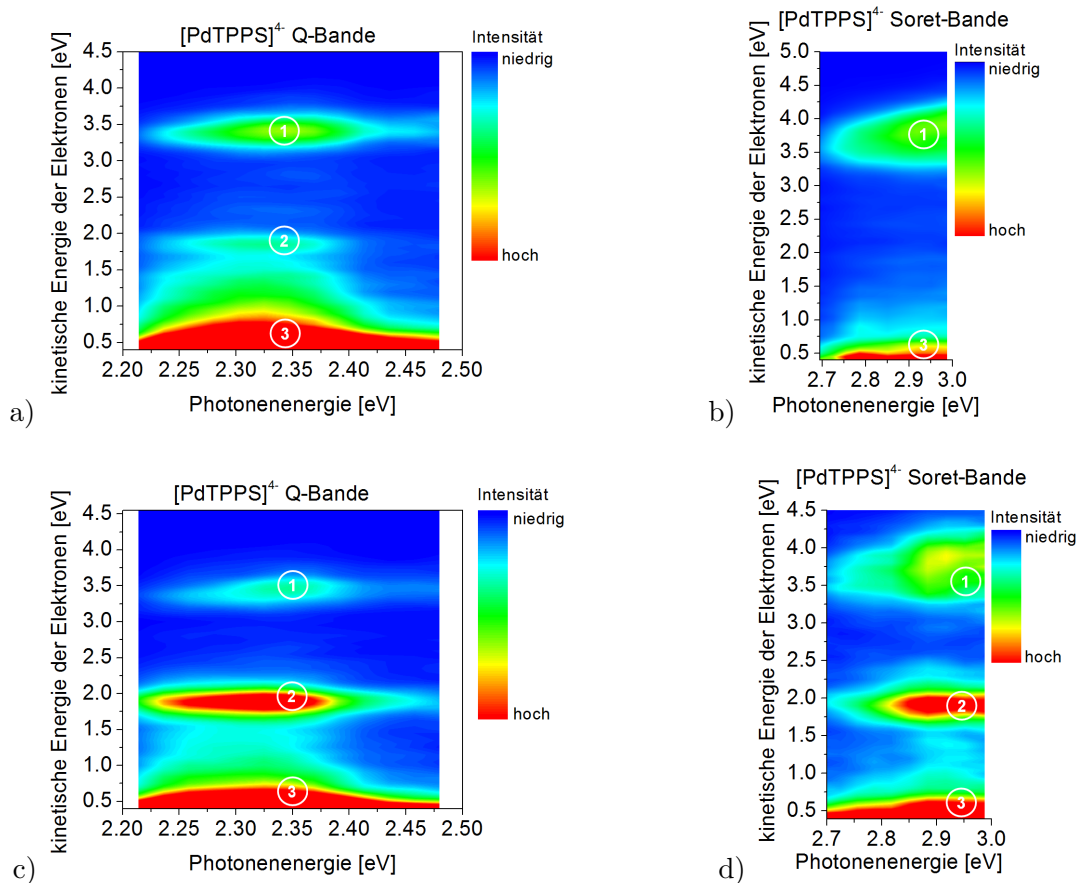 [PdTPPS]⁴⁻ Q-Bande
Intensität
niedrig
hoch
kinetische Energie der Elektronen [eV]
4.5
4.0
3.5
3.0
2.5
2.0
1.5
1.0
0.5
1
2
3
2.20 2.25 2.30 2.35 2.40 2.45 2.50
Photonenenergie [eV]
a)
[PdTPPS]⁴⁻ Soret-Bande
Intensität
niedrig
hoch
kinetische Energie der Elektronen [eV]
5.0
4.5
4.0
3.5
3.0
2.5
2.0
1.5
1.0
0.5
1
3
2.7 2.8 2.9 3.0
Photonenenergie [eV]
b)
[PdTPPS]⁴⁻ Q-Bande
Intensität
niedrig
hoch
kinetische Energie der Elektronen [eV]
4.5
4.0
3.5
3.0
2.5
2.0
1.5
1.0
0.5
1
2
3
2.20 2.25 2.30 2.35 2.40 2.45 2.50
Photonenenergie [eV]
c)
[PdTPPS]⁴⁻ Soret-Bande
Intensität
niedrig
hoch
kinetische Energie der Elektronen [eV]
4.5
4.0
3.5
3.0
2.5
2.0
1.5
1.0
0.5
1
2
3
2.7 2.8 2.9 3.0
Photonenenergie [eV]
d)